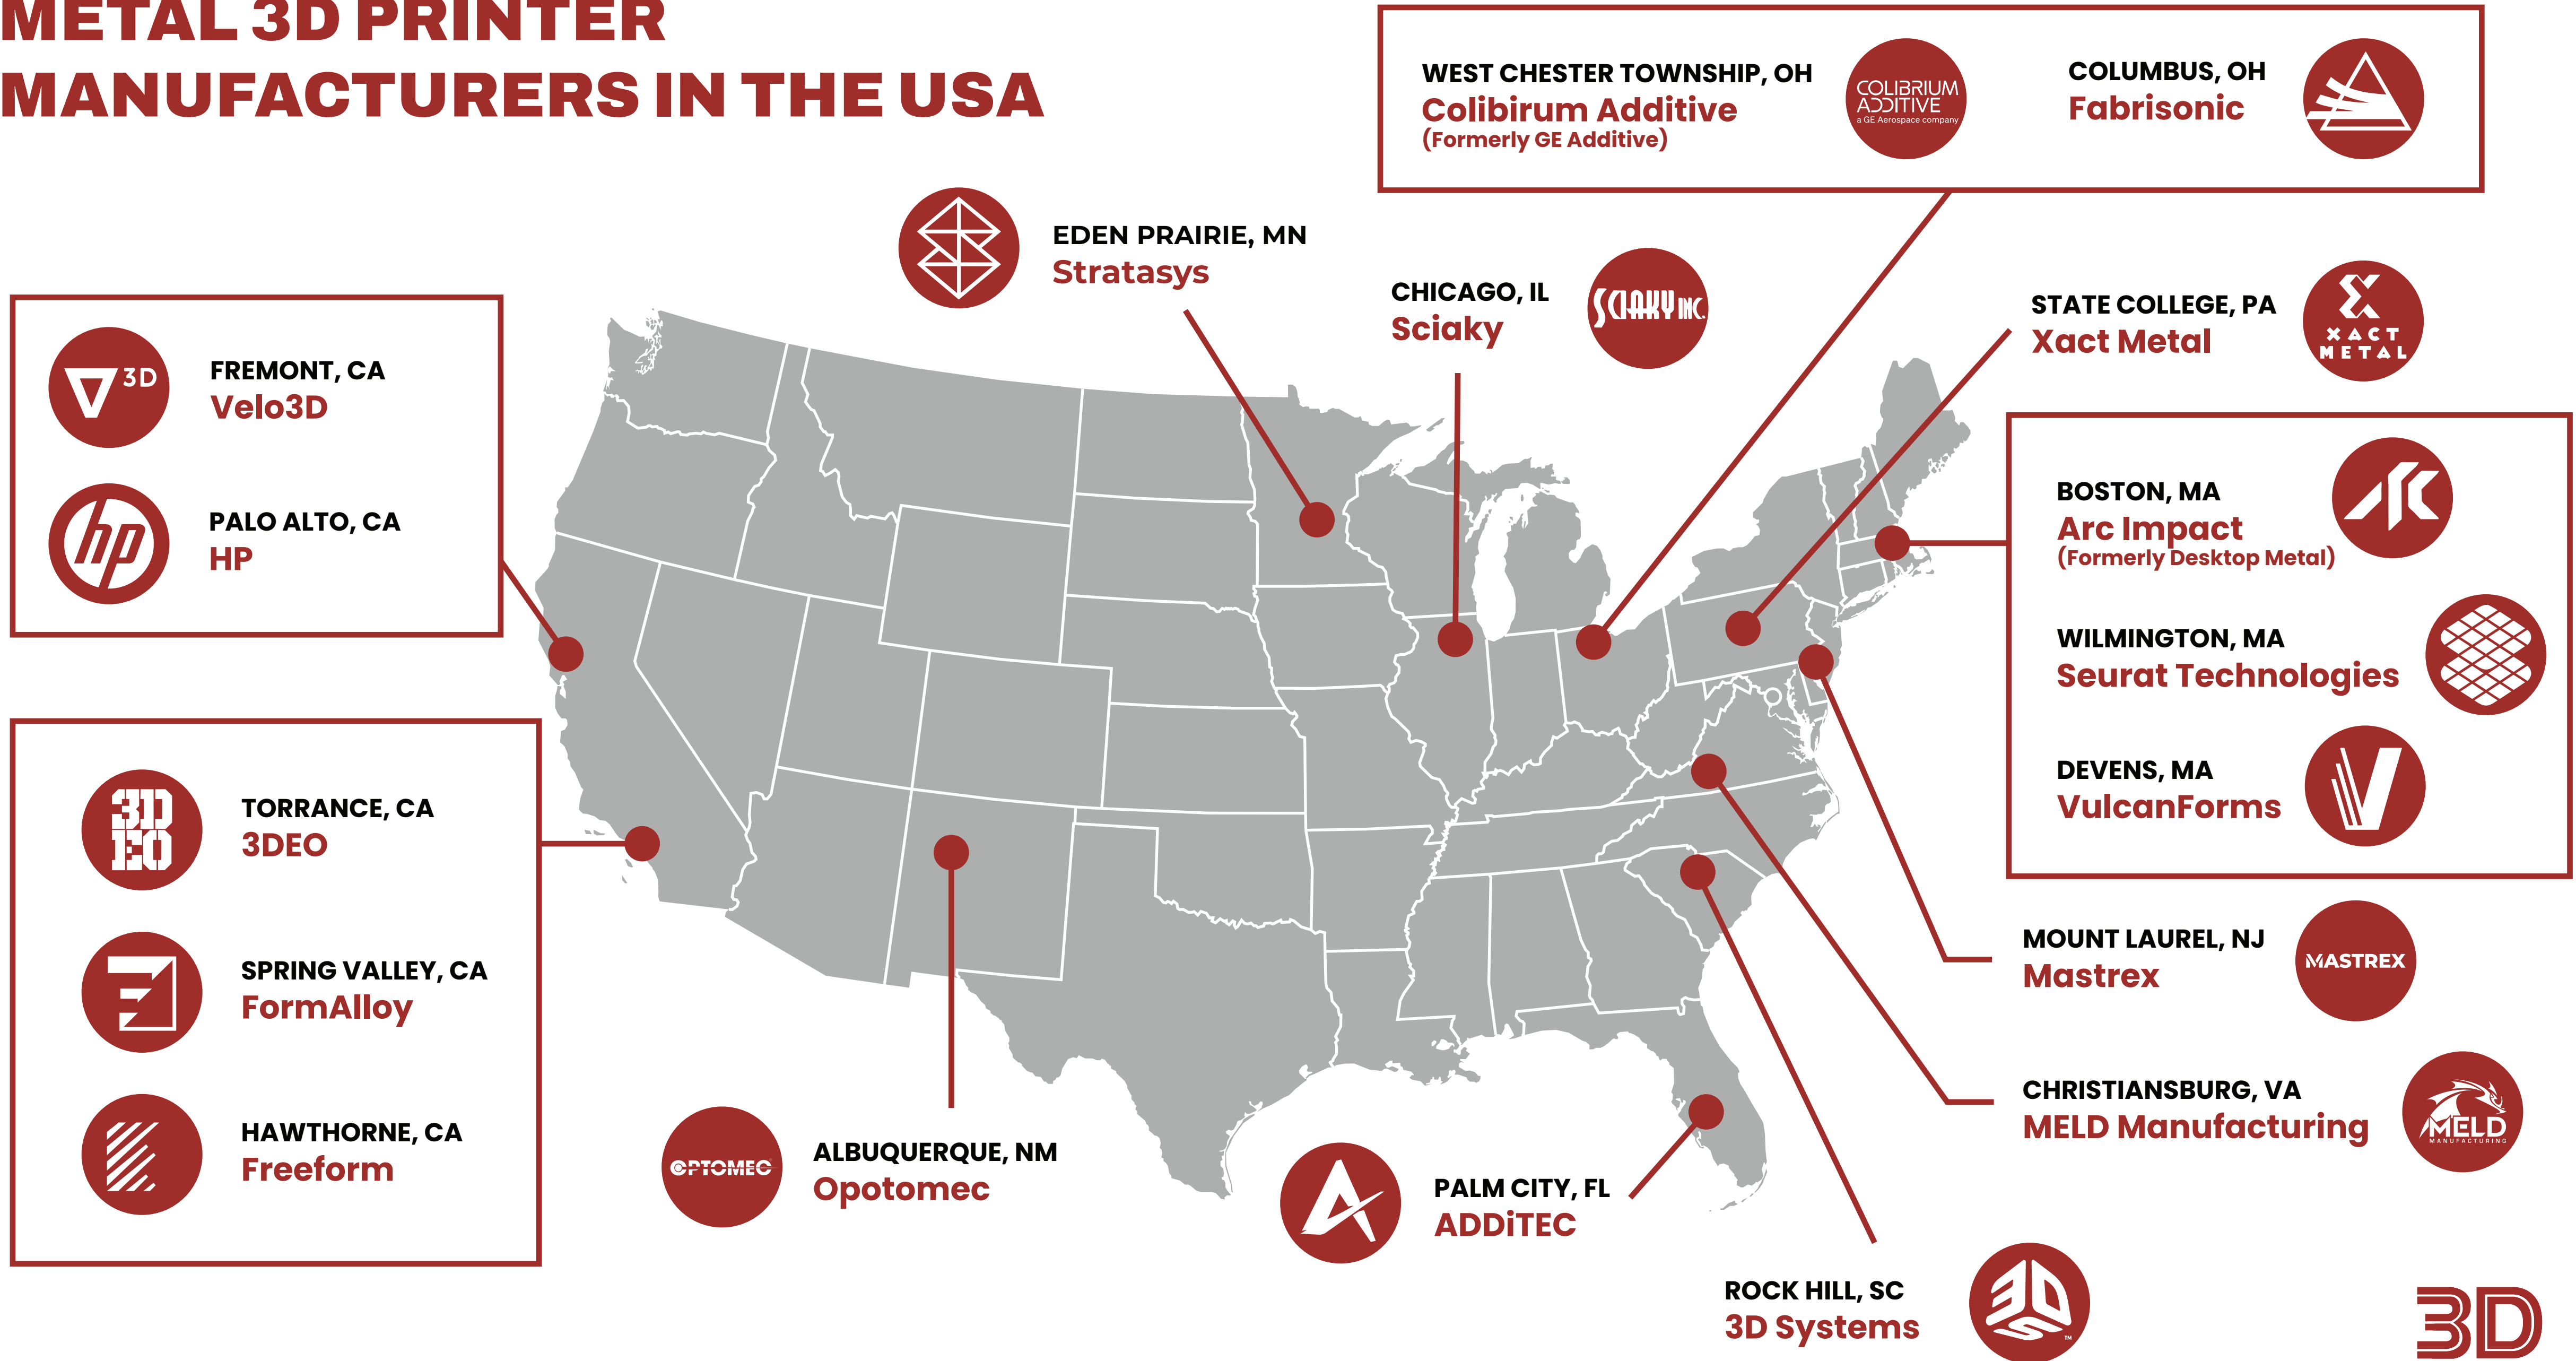 METAL 3D PRINTER
MANUFACTURERS IN THE USA
WEST CHESTER TOWNSHIP, OH
Colibirum Additive
(Formerly GE Additive)
COLIBRIUM
ADDITIVE
a GE Aerospace company
COLUMBUS, OH
Fabrisonic
EDEN PRAIRIE, MN
Stratasys
CHICAGO, IL
Sciaky
SCIAKY INC.
STATE COLLEGE, PA
Xact Metal
XACT
METAL
3D
FREMONT, CA
Velo3D
hp
PALO ALTO, CA
HP
BOSTON, MA
Arc Impact
(Formerly Desktop Metal)
WILMINGTON, MA
Seurat Technologies
DEVENS, MA
VulcanForms
3D
EO
TORRANCE, CA
3DEO
SPRING VALLEY, CA
FormAlloy
HAWTHORNE, CA
Freeform
MOUNT LAUREL, NJ
Mastrex
MASTREX
CHRISTIANSBURG, VA
MELD Manufacturing
MELD
MANUFACTURING
OPTOMEC
ALBUQUERQUE, NM
Opotomec
PALM CITY, FL
ADDiTEC
ROCK HILL, SC
3D Systems
3DS
TM
3D